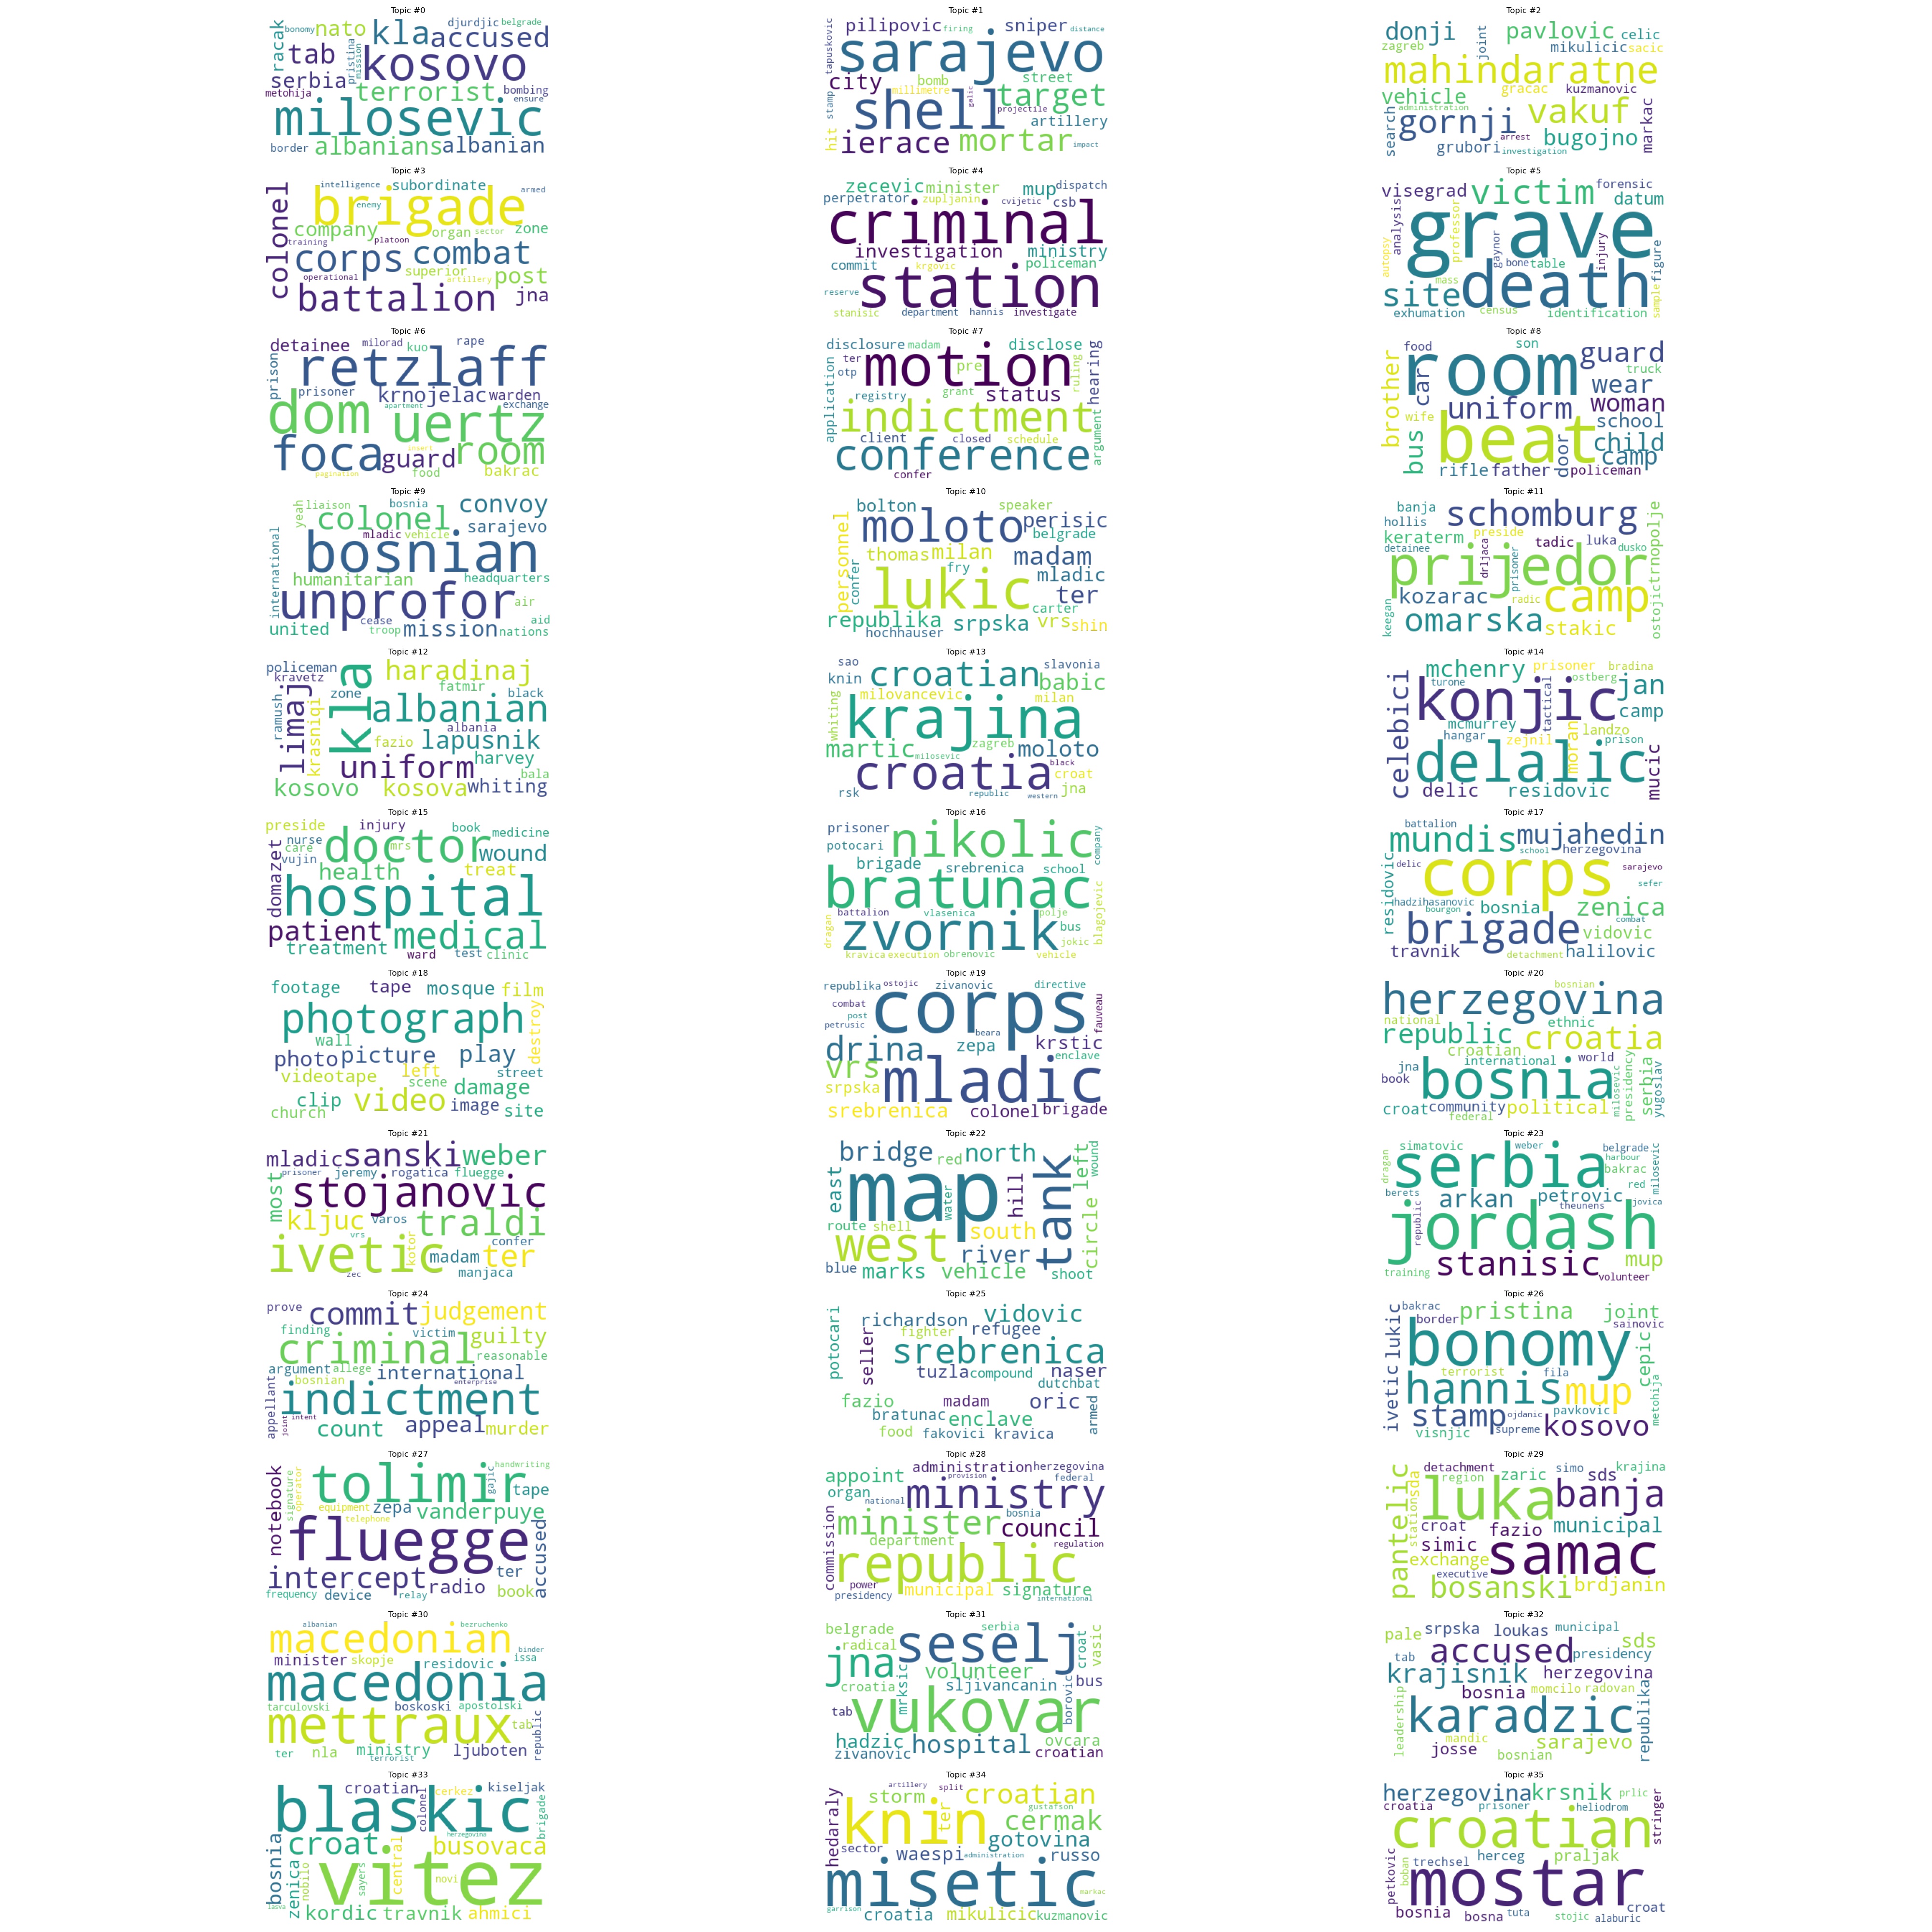 Topic #0
bonomy nato djurdjic belgrade
racak tab kla accused
pristina mission kosovo
serbia metohija terrorist bombing ensure
milosevic
border albanians albanian
Topic #1
pilipovic firing sniper distance
tapuskovic sarajevo
city bomb street
stamp millimetre galic target
shell projectile artillery
hit ierace mortar impact
Topic #2
donji joint pavlovic celic
zagreb mikulicic sacic
mahindaratne
vehicle gracac kuzmanovic
administration vakuf
search gornji arrest markac
grubori investigation bugojno
Topic #3
intelligence subordinate armed
colonel brigade enemy
company organ sector zone
training platoon combat
corps superior post
operational artillery
battalion jna
Topic #4
zecevic minister mup dispatch
perpetrator zupljanin cvijetic csb
criminal
investigation ministry
commit krgovic policeman
station
reserve
stanisic department hannis investigate
Topic #5
visegrad victim forensic datum
analysis professor grave
autopsy gaynor bone table injury figure
mass site death sample
exhumation census identification
Topic #6
detainee milorad kuo rape
prison retzlaff
prisoner krnojelac warden
dom apartment exchange
uertz
foca insert guard room
pagination food bakrac
Topic #7
disclosure madam disclose
ter motion ruling hearing
otp pre
application registry grant status
indictment argument
client closed schedule
conference
confer
Topic #8
food son
brother room guard truck
car wear
wife uniform woman
school
bus beat child
door camp
rifle father policeman
Topic #9
yeah liaison bosnia convoy
colonel sarajevo
international mladic vehicle
bosnian
humanitarian headquarters
unprofor air
cease aid
united troop mission nations
Topic #10
bolton speaker
moloto perisic
personnel belgrade
thomas milan madam
confer fry mladic
lukic ter
carter
republika srpska vrs shin
hochhauser
Topic #11
banja schomburg ostojic trnopolje
hollis
keraterm preside
detainee tadic luka dusko
prijedor
drljaca prisoner
kozarac radic camp
keegan omarska stakic
Topic #12
policeman kla haradinaj
kravetz fatmir
ramush limaj zone black
krasniqi albanian
albania
fazio lapusnik
uniform harvey
bala
kosovo kosova whiting
Topic #13
sao croatian slavonia
knin babic
milovancevic milan
whiting krajina
martic zagreb moloto
milosevic black
croatia croat
rsk republic western jna
Topic #14
mchenry prisoner bradina
turone ostberg
celebici konjic tactical jan
camp
mcmurrey moran landzo
hangar zejnil prison
delalic mucic
delic residovic
Topic #15
preside injury book medicine
nurse doctor
care mrs wound
vujin health treat
domazet hospital
patient medical
treatment ward test clinic
Topic #16
prisoner nikolic company
potocari
brigade srebrenica school
bratunac blagojevic
battalion vlasenica polje
dragan zvornik bus
jokic
kravica execution obrenovic vehicle
Topic #17
battalion mundis mujahedin
school herzegovina
residovic delic corps sarajevo
sefer
hadzihasanovic bosnia zenica
bourgon combat
brigade vidovic
travnik detachment halilovic
Topic #18
footage tape mosque film
photograph destroy
wall
photo picture play
videotape left street
scene damage
clip video image site
church
Topic #19
republika ostojic zivanovic directive
combat corps fauveau
post
petrusic beara
drina zepa krstic
vrs enclave
srpska mladic
srebrenica colonel brigade
Topic #20
bosnian
herzegovina
national ethnic
republic croatia
croatian
jna international world
book bosnia milosevic presidency serbia yugoslav
croat community political
federal
Topic #21
mladic sanski weber
prisoner jeremy rogatica fluegge
most stojanovic
kljuc varos traldi
vrs confer
ivetic kotor madam ter
zec manjaca
Topic #22
bridge red north wound
east map water hill tank circle left
route shell south
west river
blue marks vehicle shoot
Topic #23
simatovic weber belgrade milosevic
dragan serbia harbour
bakrac
berets arkan petrovic red
republic theunens jovica
jordash
stanisic mup
training volunteer
Topic #24
prove commit judgement
finding victim guilty
criminal reasonable
argument allege international
bosnian enterprise
appellant indictment
joint intent
count appeal murder
Topic #25
potocari richardson vidovic
seller fighter refugee
srebrenica
tuzla compound naser
dutchbat
fazio madam oric armed
bratunac enclave
food fakovici kravica
Topic #26
bakrac pristina joint
lukic border sainovic
bonomy cepic
terrorist fila
hannis mup metohija
ivetic stamp ojdanic pavkovic
visnjic supreme kosovo
Topic #27
notebook signature operator tolimir handwriting
gajic tape
equipment zepa vanderpuye
telephone
fluegge accused
intercept radio ter
frequency device relay book
Topic #28
appoint administration herzegovina
organ provision federal
national ministry
commission minister bosnia council
department regulation
republic
power municipal signature
presidency international
Topic #29
detachment simo krajina
region zaric sds
pantelic station sda luka banja
croat fazio municipal
simic
exchange samac
executive
bosanski brdjanin
Topic #30
albanian bezruchenko
macedonian binder
minister skopje residovic issa
macedonia
tarculovski boskoski apostolski
mettraux tab republic
ter nla ministry ljuboten
terrorist
Topic #31
belgrade serbia croat vasic
radical seselj
jna volunteer
croatia mrksic sljivancanin bus
tab vukovar borovic
hadzic ovcara
zivanovic hospital croatian
Topic #32
pale srpska loukas municipal
tab accused sds
presidency
krajisnik herzegovina
leadership bosnia momcilo radovan republika
karadzic
mandic sarajevo
josse bosnian
Topic #33
croatian cerkez kiseljak
blaskic colonel brigade
herzegovina
bosnia croat central busovaca
zenica nobilo sayers novi
vitez
lasva kordic travnik ahmici
Topic #34
artillery split croatian
hedaraly storm gustafson
knin ter cermak
gotovina
sector waespi administration russo
misetic
markac
garrison croatia mikulicic kuzmanovic
Topic #35
herzegovina krsnik prlic
croatia prisoner heliodrom stringer
croatian
petkovic boban trechsel herceg praljak
mostar
bosnia bosna tuta stojic alaburic croat